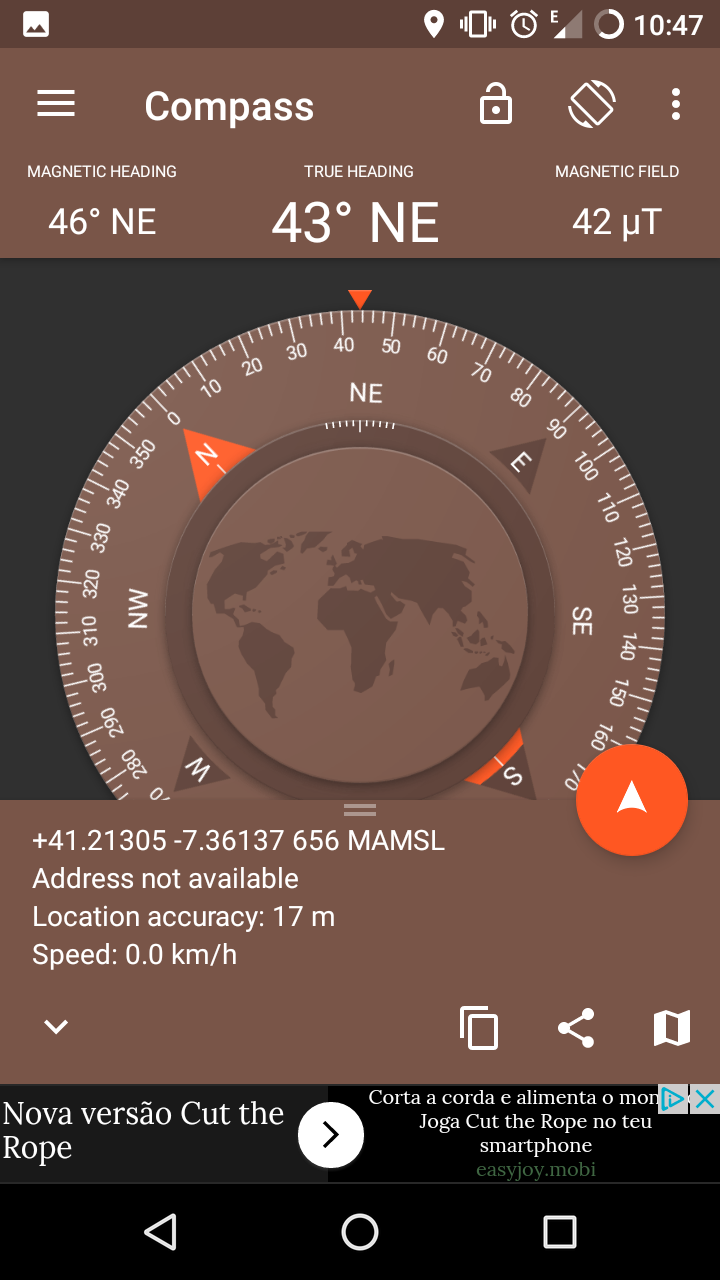 E 10:47
Compass
MAGNETIC HEADING TRUE HEADING MAGNETIC FIELD
46° NE 43° NE 42 µT
30 40 50 60
20 70
10 80
0 NE 90
350 N E 100
340 110
330 120
320 NW SE 130
310 140
300 150
290 160
280 W S
+41.21305 -7.36137 656 MAMSL
Address not available
Location accuracy: 17 m
Speed: 0.0 km/h
Nova versão Cut the
Rope
Corta a corda e alimenta o
Joga Cut the Rope no teu
smartphone
easyjoy.mobi